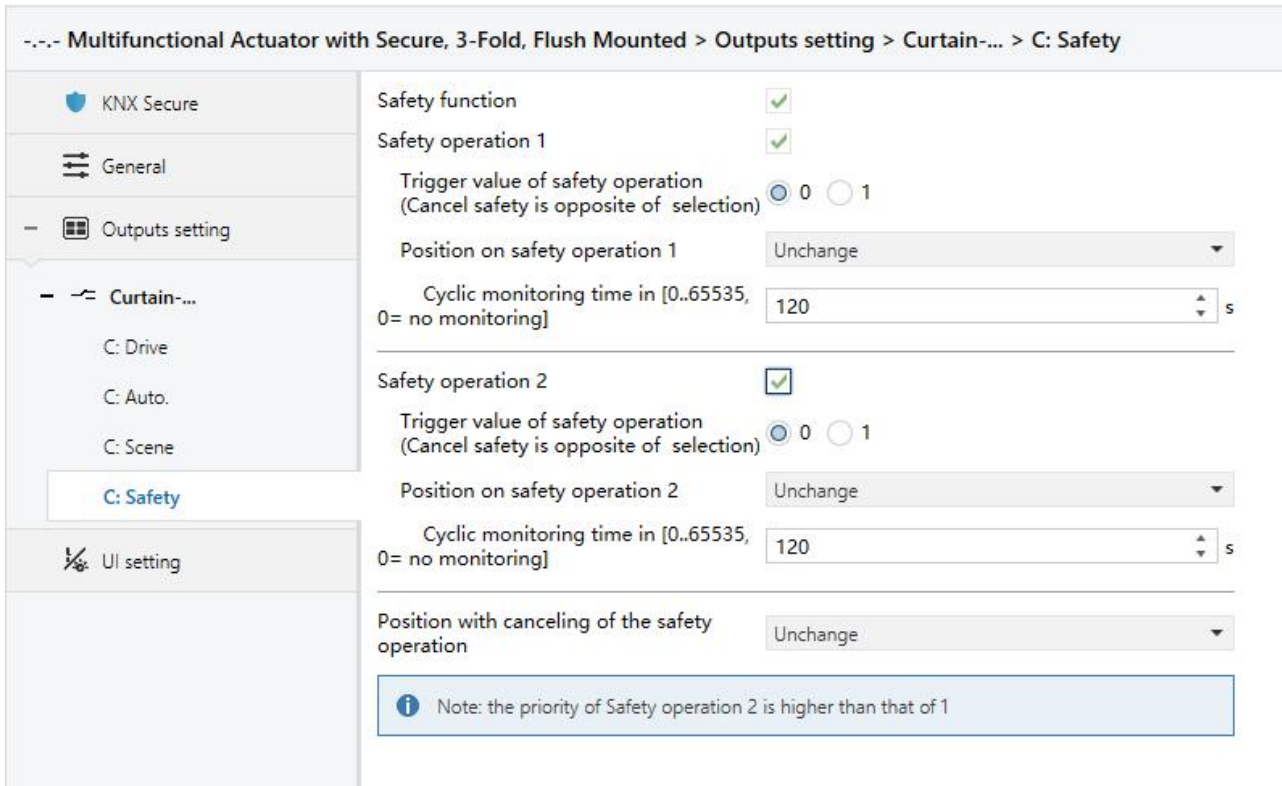 -.-.- Multifunctional Actuator with Secure, 3-Fold, Flush Mounted > Outputs setting > Curtain-... > C: Safety
KNX Secure
General
Outputs setting
Curtain-...
C: Drive
C: Auto.
C: Scene
C: Safety
UI setting
Safety function
Safety operation 1
Trigger value of safety operation
(Cancel safety is opposite of selection)
0 1
Position on safety operation 1
Unchange
Cyclic monitoring time in [0..65535,
0= no monitoring]
120 s
Safety operation 2
Trigger value of safety operation
(Cancel safety is opposite of selection)
0 1
Position on safety operation 2
Unchange
Cyclic monitoring time in [0..65535,
0= no monitoring]
120 s
Position with canceling of the safety
operation
Unchange
Note: the priority of Safety operation 2 is higher than that of 1